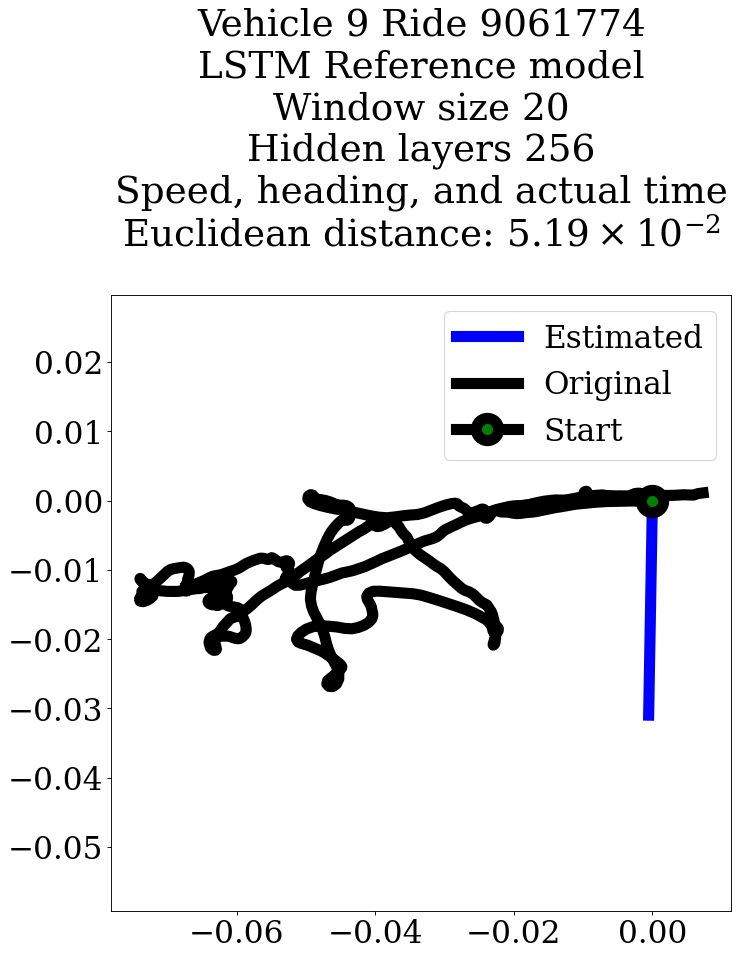 Vehicle 9 Ride 9061774
LSTM Reference model
Window size 20
Hidden layers 256
Speed, heading, and actual time
Euclidean distance: 5.19 × 10⁻²
Estimated
Original
Start
0.02
0.01
0.00
−0.01
−0.02
−0.03
−0.04
−0.05
−0.06
−0.04
−0.02
0.00